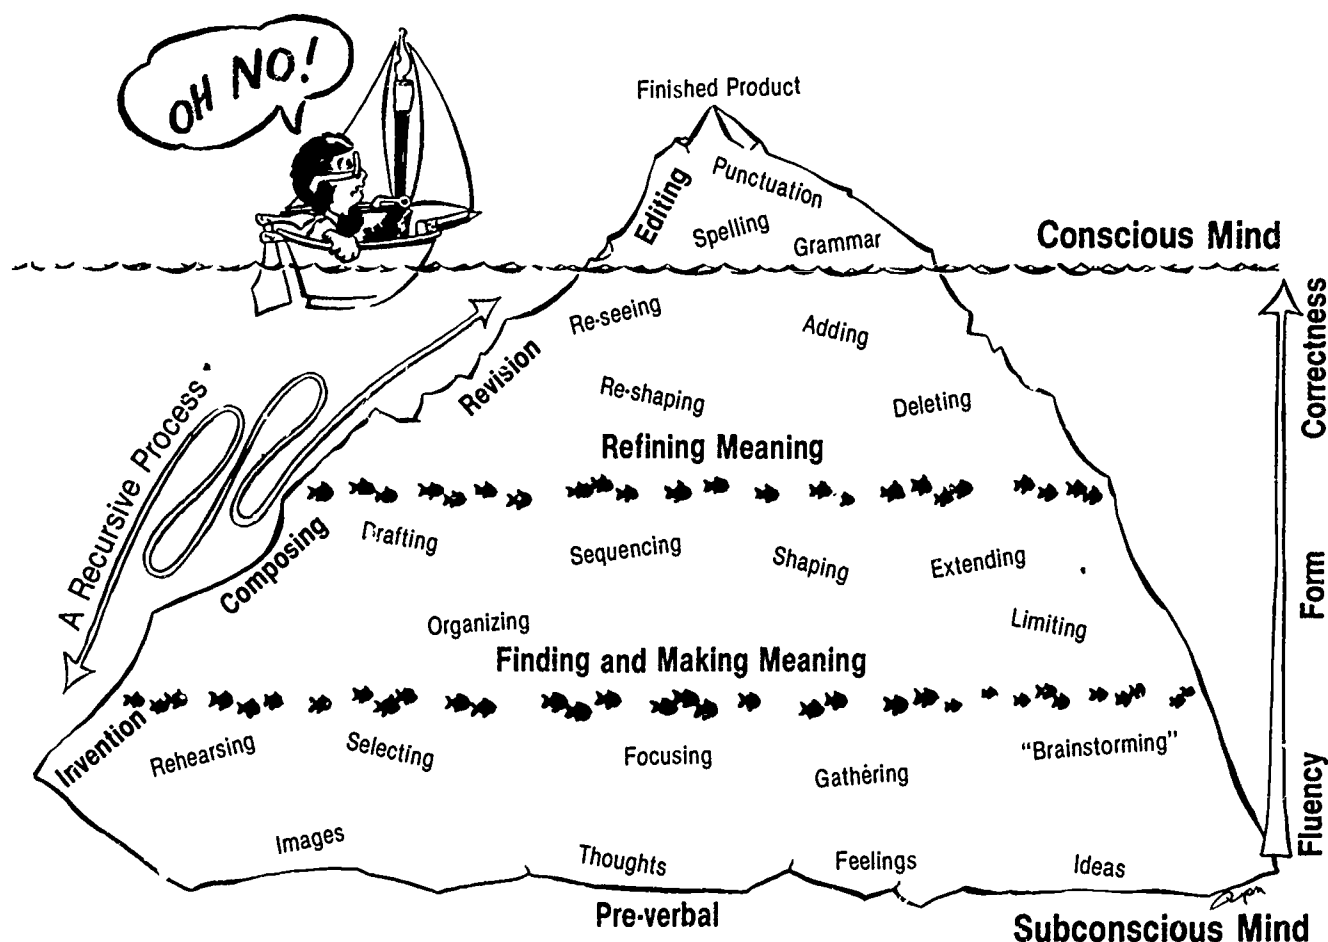 OH NO!
Finished Product
Editing
Punctuation
Spelling
Grammar
Conscious Mind
Re-seeing
Adding
Revision
Re-shaping
Deleting
Refining Meaning
Correctness
A Recursive Process
Composing
Drafting
Sequencing
Shaping
Extending
Organizing
Limiting
Form
Finding and Making Meaning
Invention
Rehearsing
Selecting
Focusing
Gathering
"Brainstorming"
Fluency
Images
Thoughts
Feelings
Ideas
Pre-verbal
Subconscious Mind